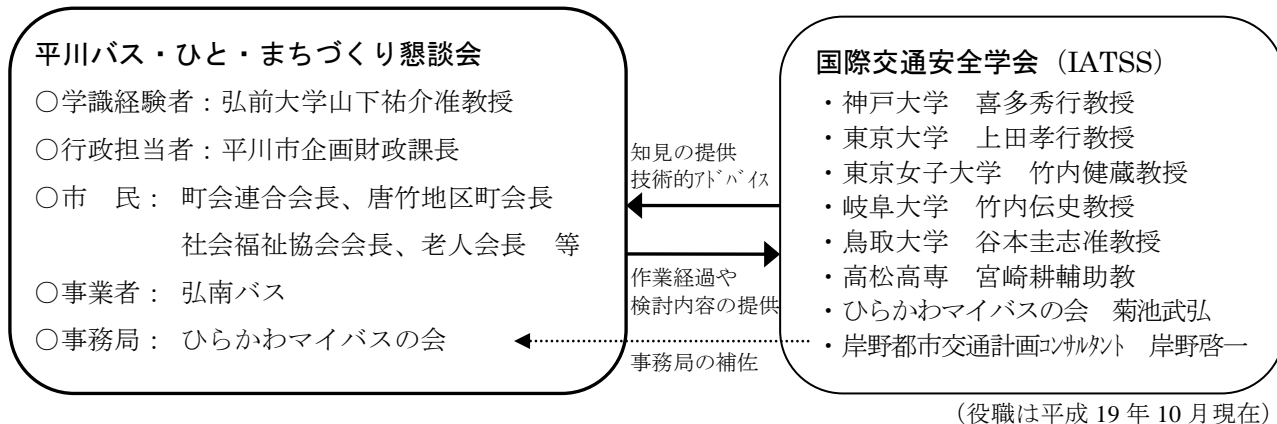 平川バス・ひと・まちづくり懇談会
○学識経験者：弘前大学山下祐介准教授
○行政担当者：平川市企画財政課長
○市　民： 町会連合会長、唐竹地区町会長
社会福祉協会会長、老人会長　等
○事業者： 弘南バス
○事務局： ひらかわマイバスの会
知見の提供
技術的ｱﾄﾞﾊﾞｲｽ
作業経過や
検討内容の提供
事務局の補佐
国際交通安全学会（IATSS）
・神戸大学　喜多秀行教授
・東京大学　上田孝行教授
・東京女子大学　竹内健蔵教授
・岐阜大学　竹内伝史教授
・鳥取大学　谷本圭志准教授
・高松高専　宮崎耕輔助教
・ひらかわマイバスの会　菊池武弘
・岸野都市交通計画ｺﾝｻﾙﾀﾝﾄ　岸野啓一
（役職は平成 19 年 10 月現在）